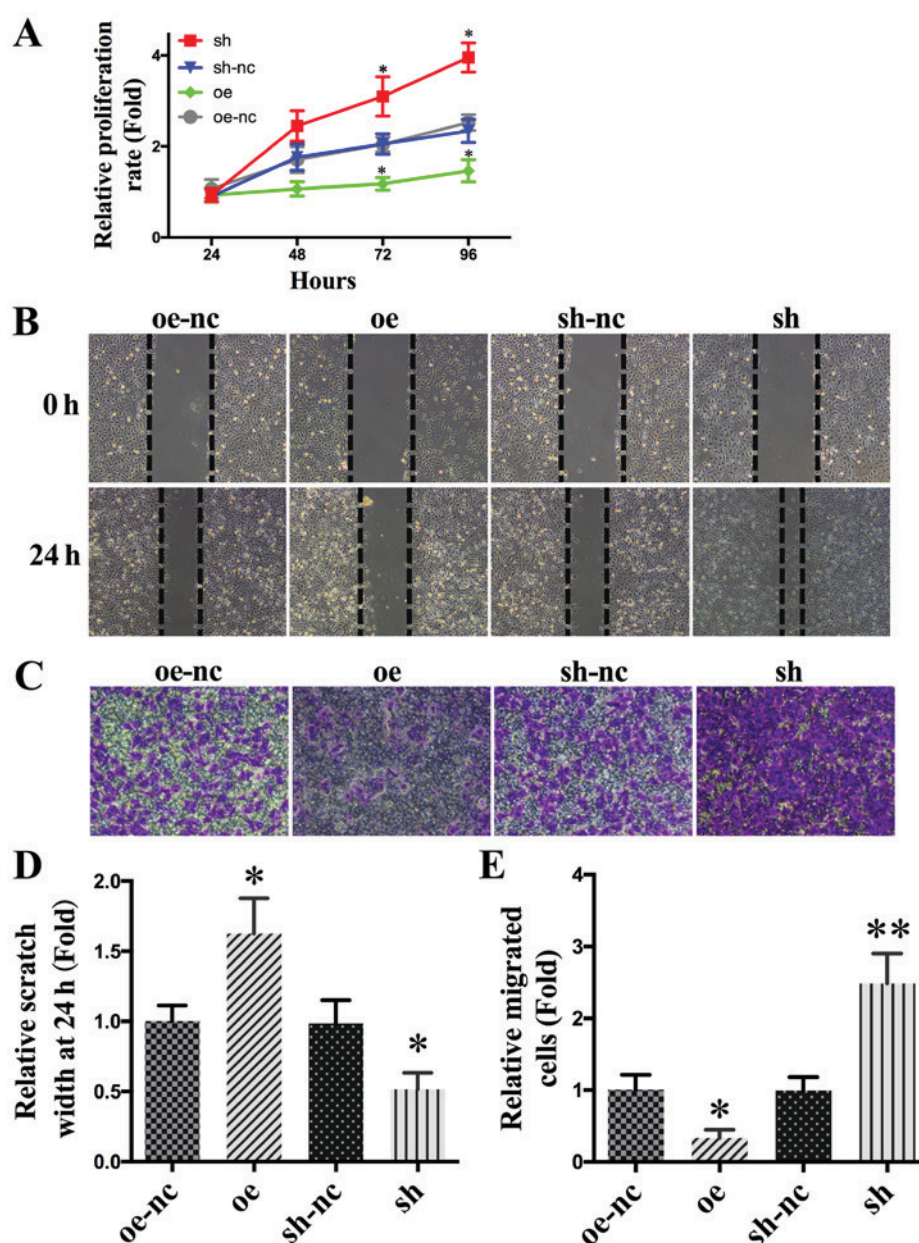 A
sh
sh-nc
oe
oe-nc
Relative proliferation
rate (Fold)
4
2
0
* *
* *
24 48 72 96
Hours
B
oe-nc oe sh-nc sh
0 h
24 h
C
oe-nc oe sh-nc sh
D
Relative scratch
width at 24 h (Fold)
2.0
1.5
1.0
0.5
0.0
*
*
oe-nc oe sh-nc sh
E
Relative migrated
cells (Fold)
4
3
2
1
0
*
**
oe-nc oe sh-nc sh